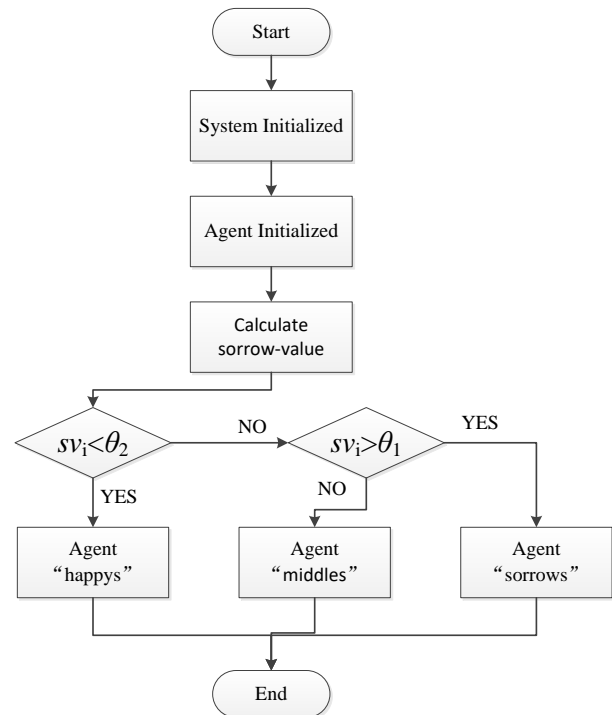 Start
System Initialized
Agent Initialized
Calculate
sorrow-value
svᵢ<θ₂
NO
svᵢ>θ₁
YES
YES
NO
Agent
“happys”
Agent
“middles”
Agent
“sorrows”
End